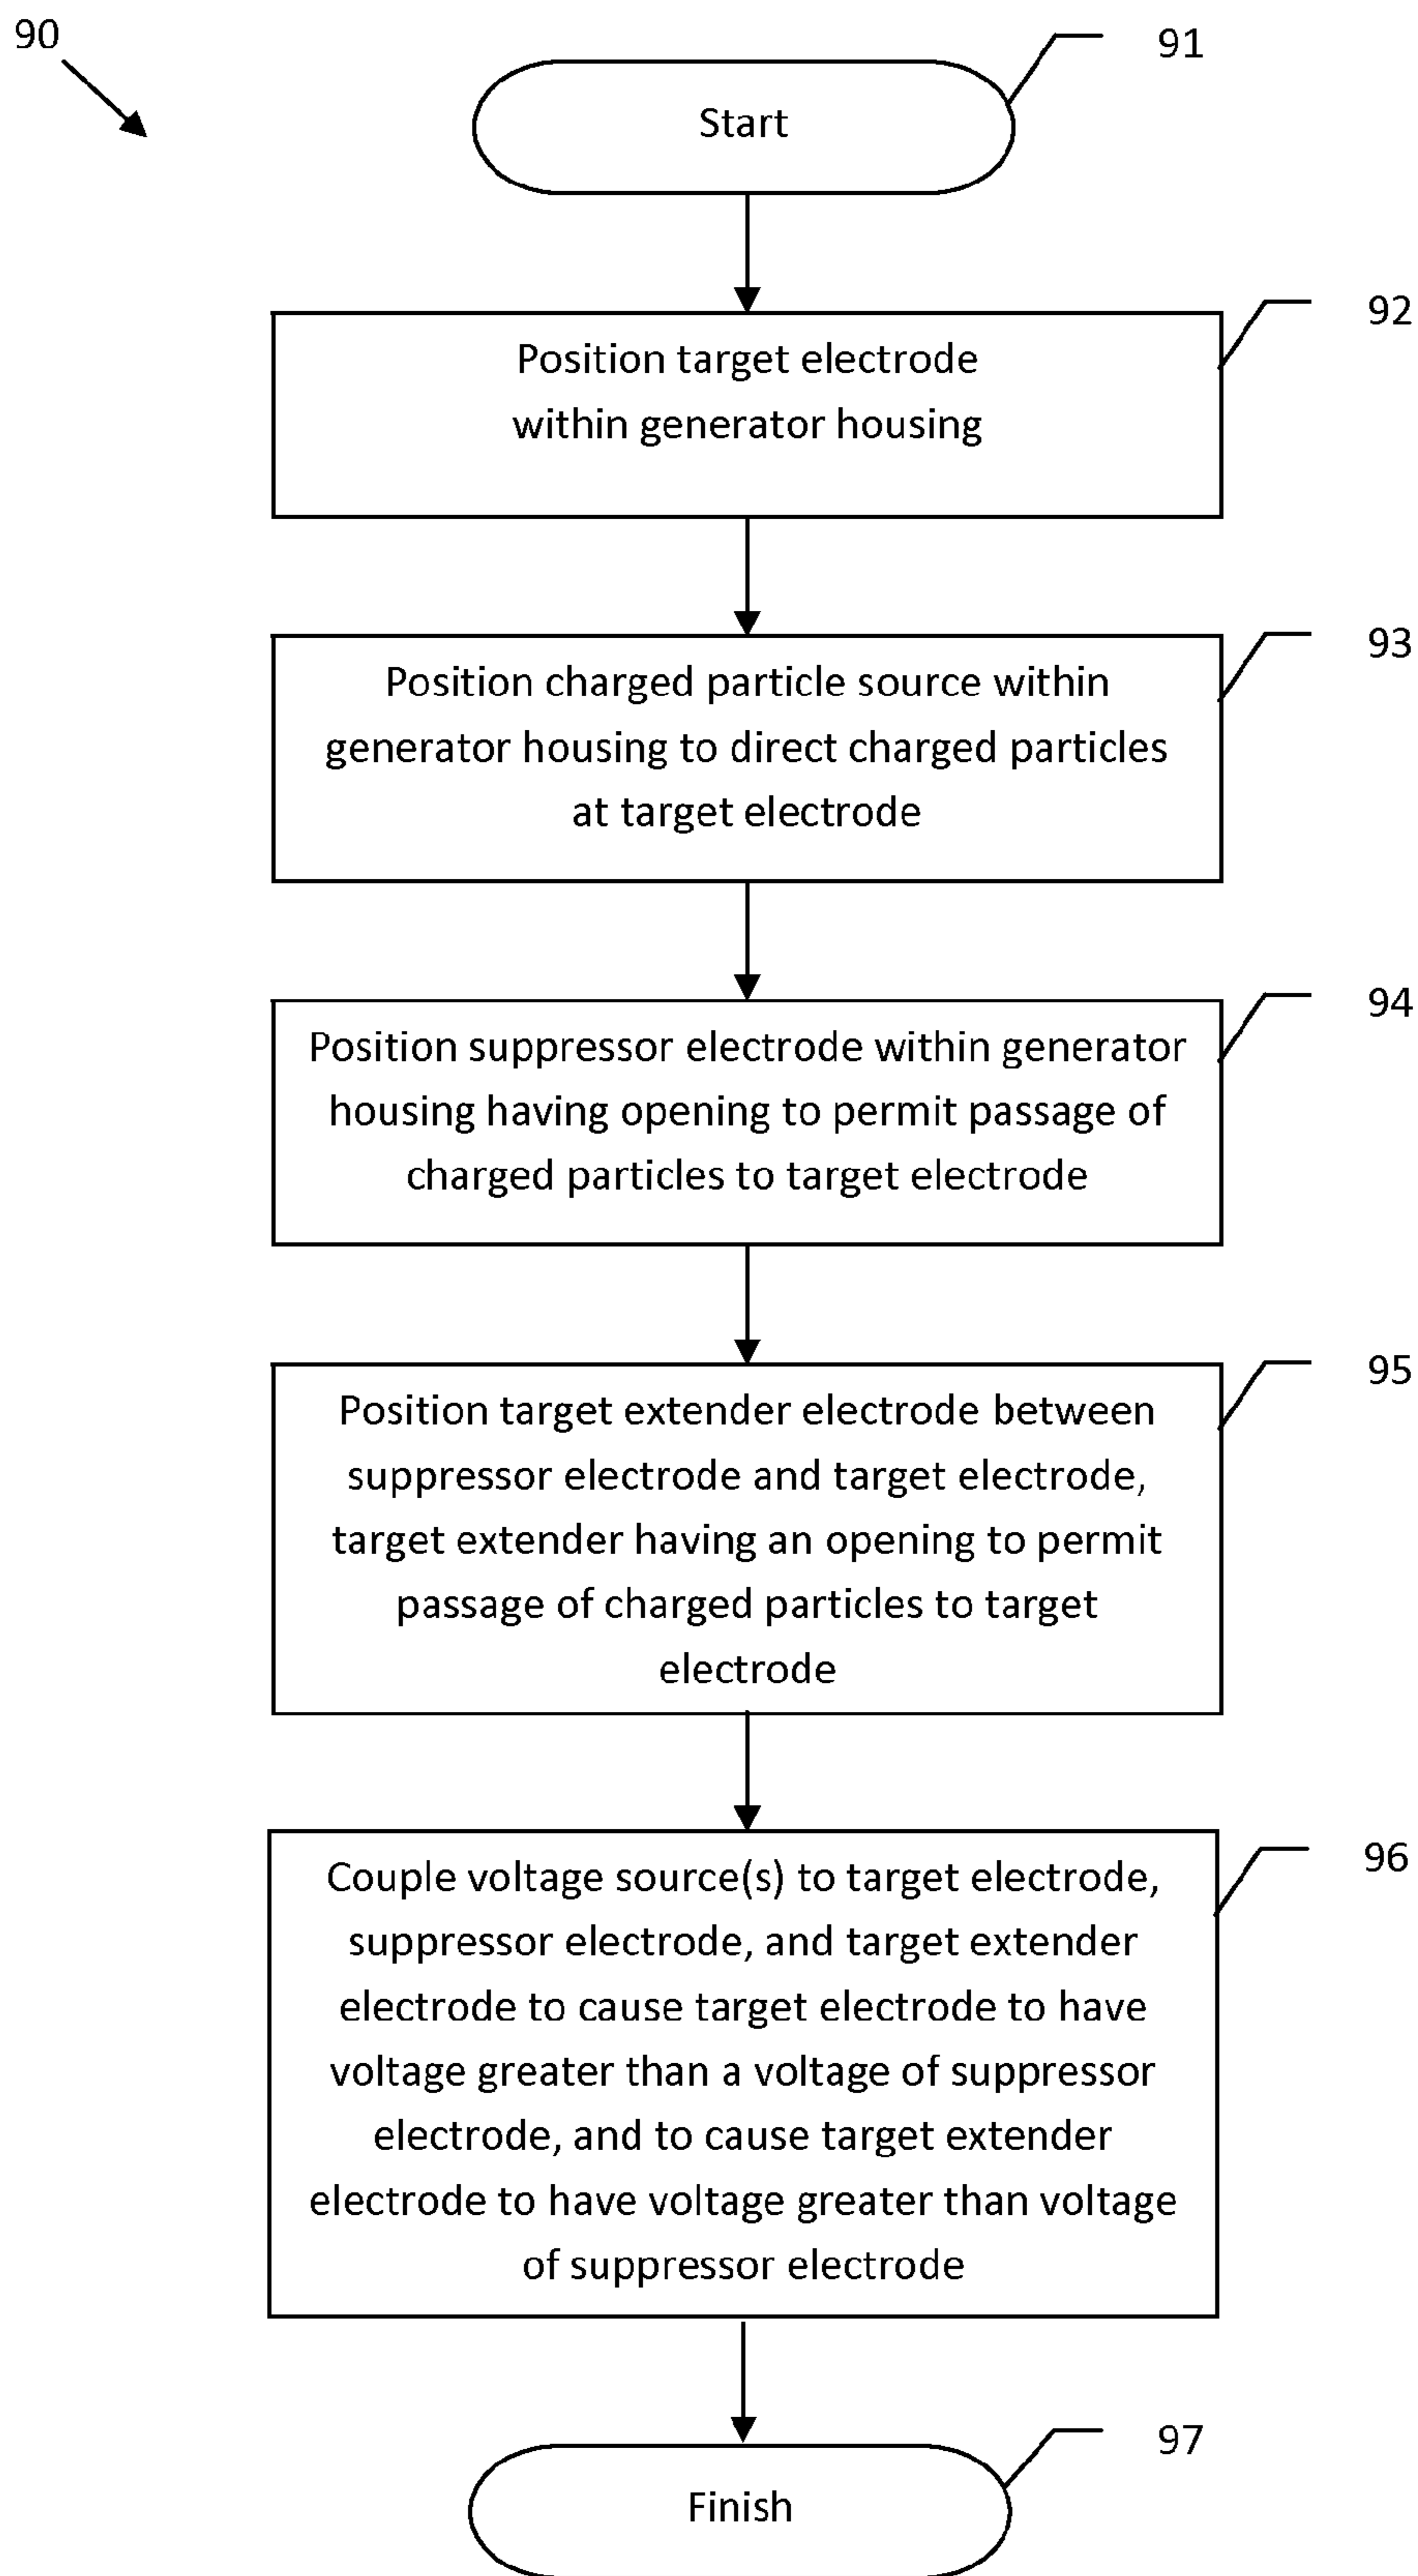 90
91
Start
92
Position target electrode
within generator housing
93
Position charged particle source within
generator housing to direct charged particles
at target electrode
94
Position suppressor electrode within generator
housing having opening to permit passage of
charged particles to target electrode
95
Position target extender electrode between
suppressor electrode and target electrode,
target extender having an opening to permit
passage of charged particles to target
electrode
96
Couple voltage source(s) to target electrode,
suppressor electrode, and target extender
electrode to cause target electrode to have
voltage greater than a voltage of suppressor
electrode, and to cause target extender
electrode to have voltage greater than voltage
of suppressor electrode
97
Finish